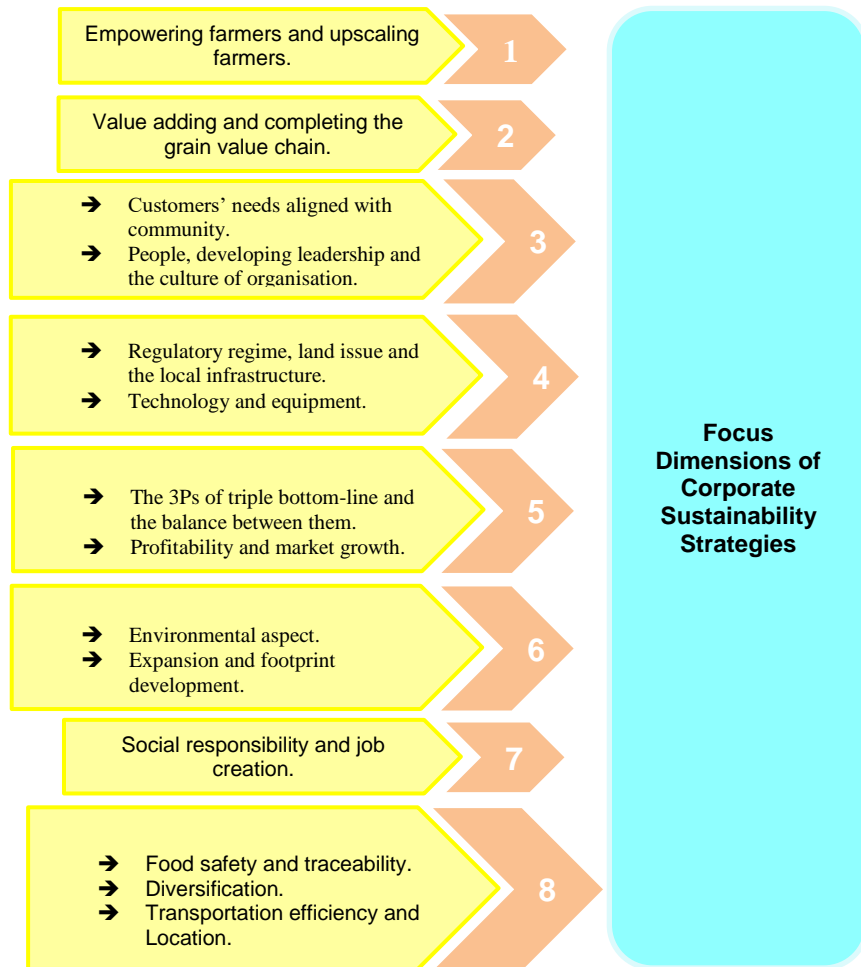 Empowering farmers and upscaling
farmers.
1
Value adding and completing the
grain value chain.
2
➔ Customers’ needs aligned with
community.
➔ People, developing leadership and
the culture of organisation.
3
➔ Regulatory regime, land issue and
the local infrastructure.
➔ Technology and equipment.
4
➔ The 3Ps of triple bottom-line and
the balance between them.
➔ Profitability and market growth.
5
➔ Environmental aspect.
➔ Expansion and footprint
development.
6
Social responsibility and job
creation.
7
➔ Food safety and traceability.
➔ Diversification.
➔ Transportation efficiency and
Location.
8
Focus
Dimensions of
Corporate
Sustainability
Strategies